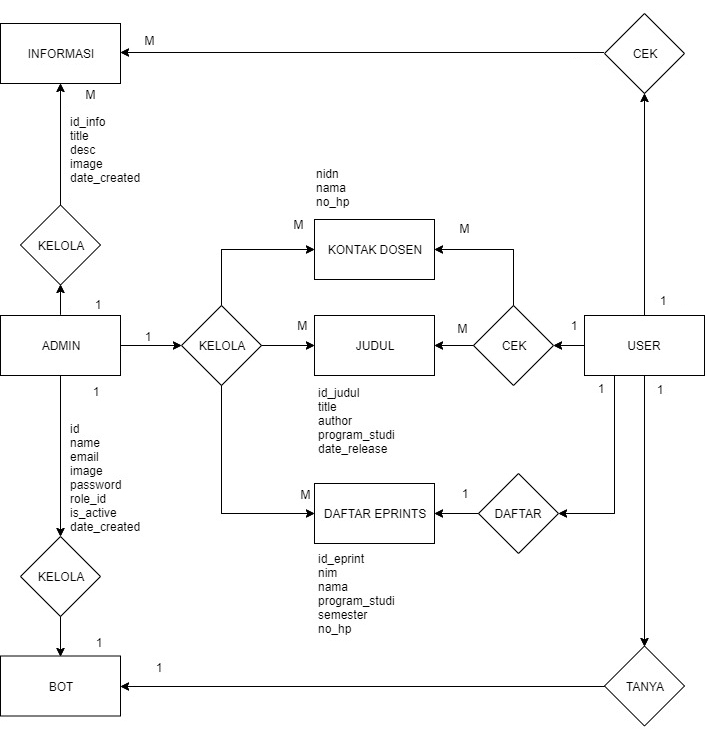 M
CEK
INFORMASI
M
id_info
title
desc
image
date_created
nidn
nama
no_hp
M
M
KELOLA
KONTAK DOSEN
1
1
1
M
M
1
ADMIN
KELOLA
JUDUL
CEK
USER
1
1
1
id_judul
title
author
program_studi
date_release
id
name
email
image
password
role_id
is_active
date_created
M
1
DAFTAR EPRINTS
DAFTAR
id_eprint
nim
nama
program_studi
semester
no_hp
KELOLA
1
1
BOT
TANYA